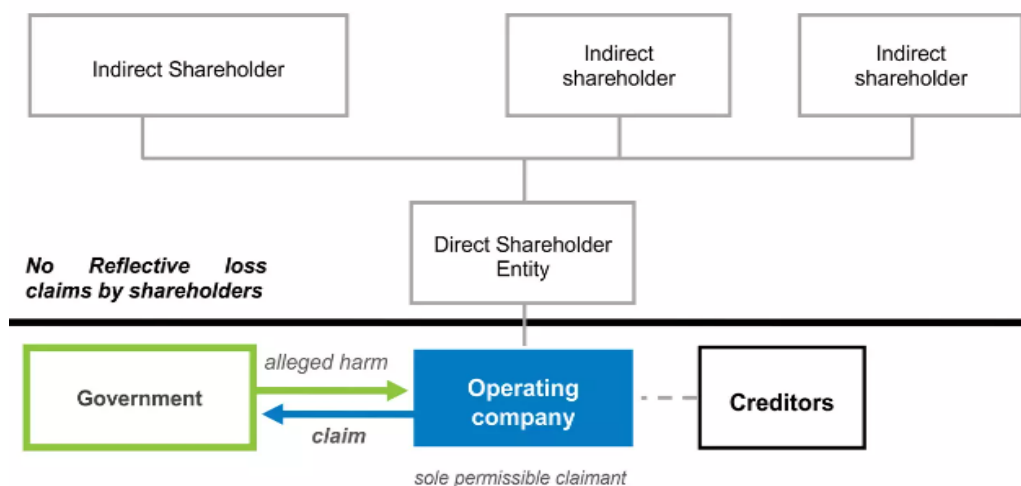 Indirect Shareholder
Indirect
shareholder
Indirect
shareholder
Direct Shareholder
Entity
No Reflective loss
claims by shareholders
alleged harm
Government
claim
Operating
company
Creditors
sole permissible claimant